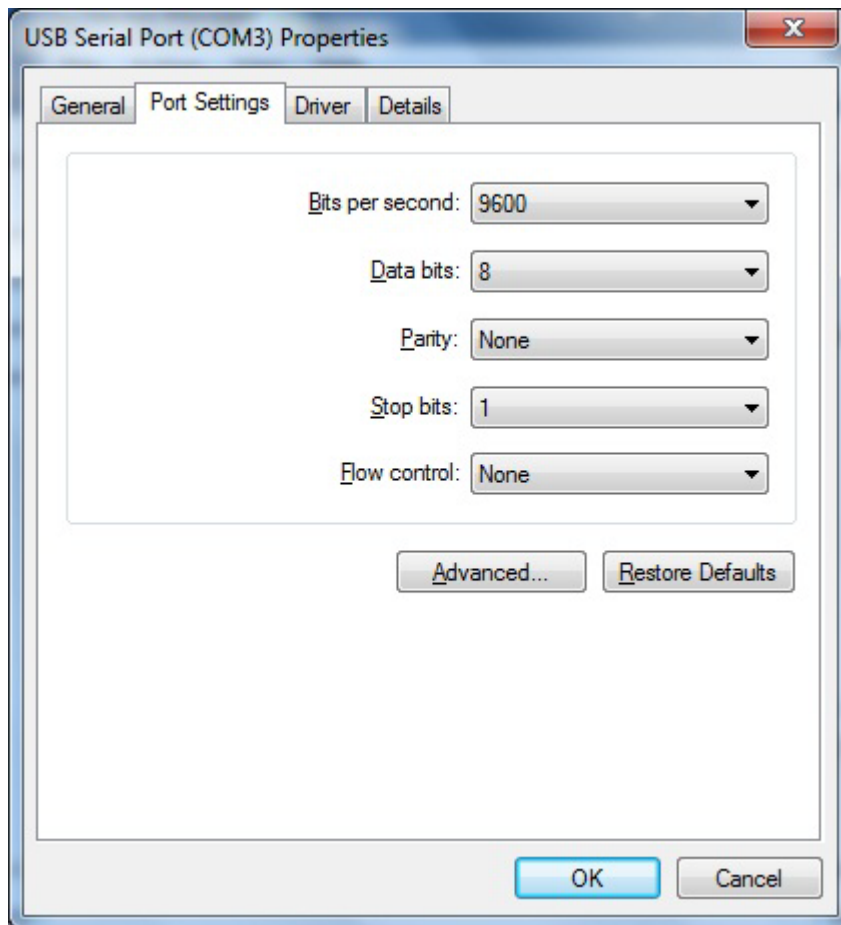 USB Serial Port (COM3) Properties
X
General Port Settings Driver Details
Bits per second: 9600
Data bits: 8
Parity: None
Stop bits: 1
Flow control: None
Advanced... Restore Defaults
OK Cancel